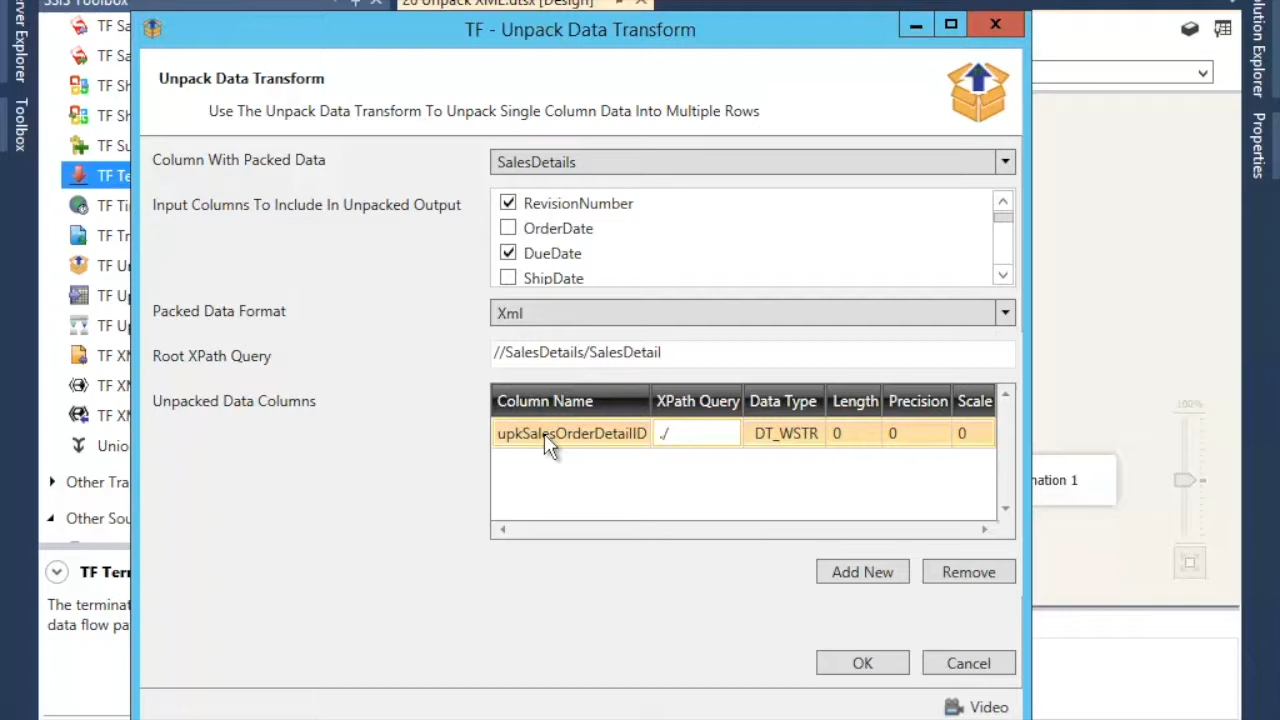 SSIS Toolbox
20 Unpack XML.dtsx [Design]
Server Explorer
Toolbox
Solution Explorer
Properties
TF Sa
TF Sa
TF Sh
TF Sh
TF Su
TF Te
TF Ti
TF Tr
TF Un
TF Up
TF Up
TF XM
TF XM
TF XM
Unio
Other Tra
Other Sou
TF Term
The terminat
data flow pa
TF - Unpack Data Transform
Unpack Data Transform
Use The Unpack Data Transform To Unpack Single Column Data Into Multiple Rows
Column With Packed Data
SalesDetails
Input Columns To Include In Unpacked Output
RevisionNumber
OrderDate
DueDate
ShipDate
Packed Data Format
Xml
Root XPath Query
//SalesDetails/SalesDetail
Unpacked Data Columns
Column Name XPath Query Data Type Length Precision Scale
upkSalesOrderDetailID ./ DT_WSTR 0 0 0
Add New Remove
OK Cancel
Video
100%
nation 1